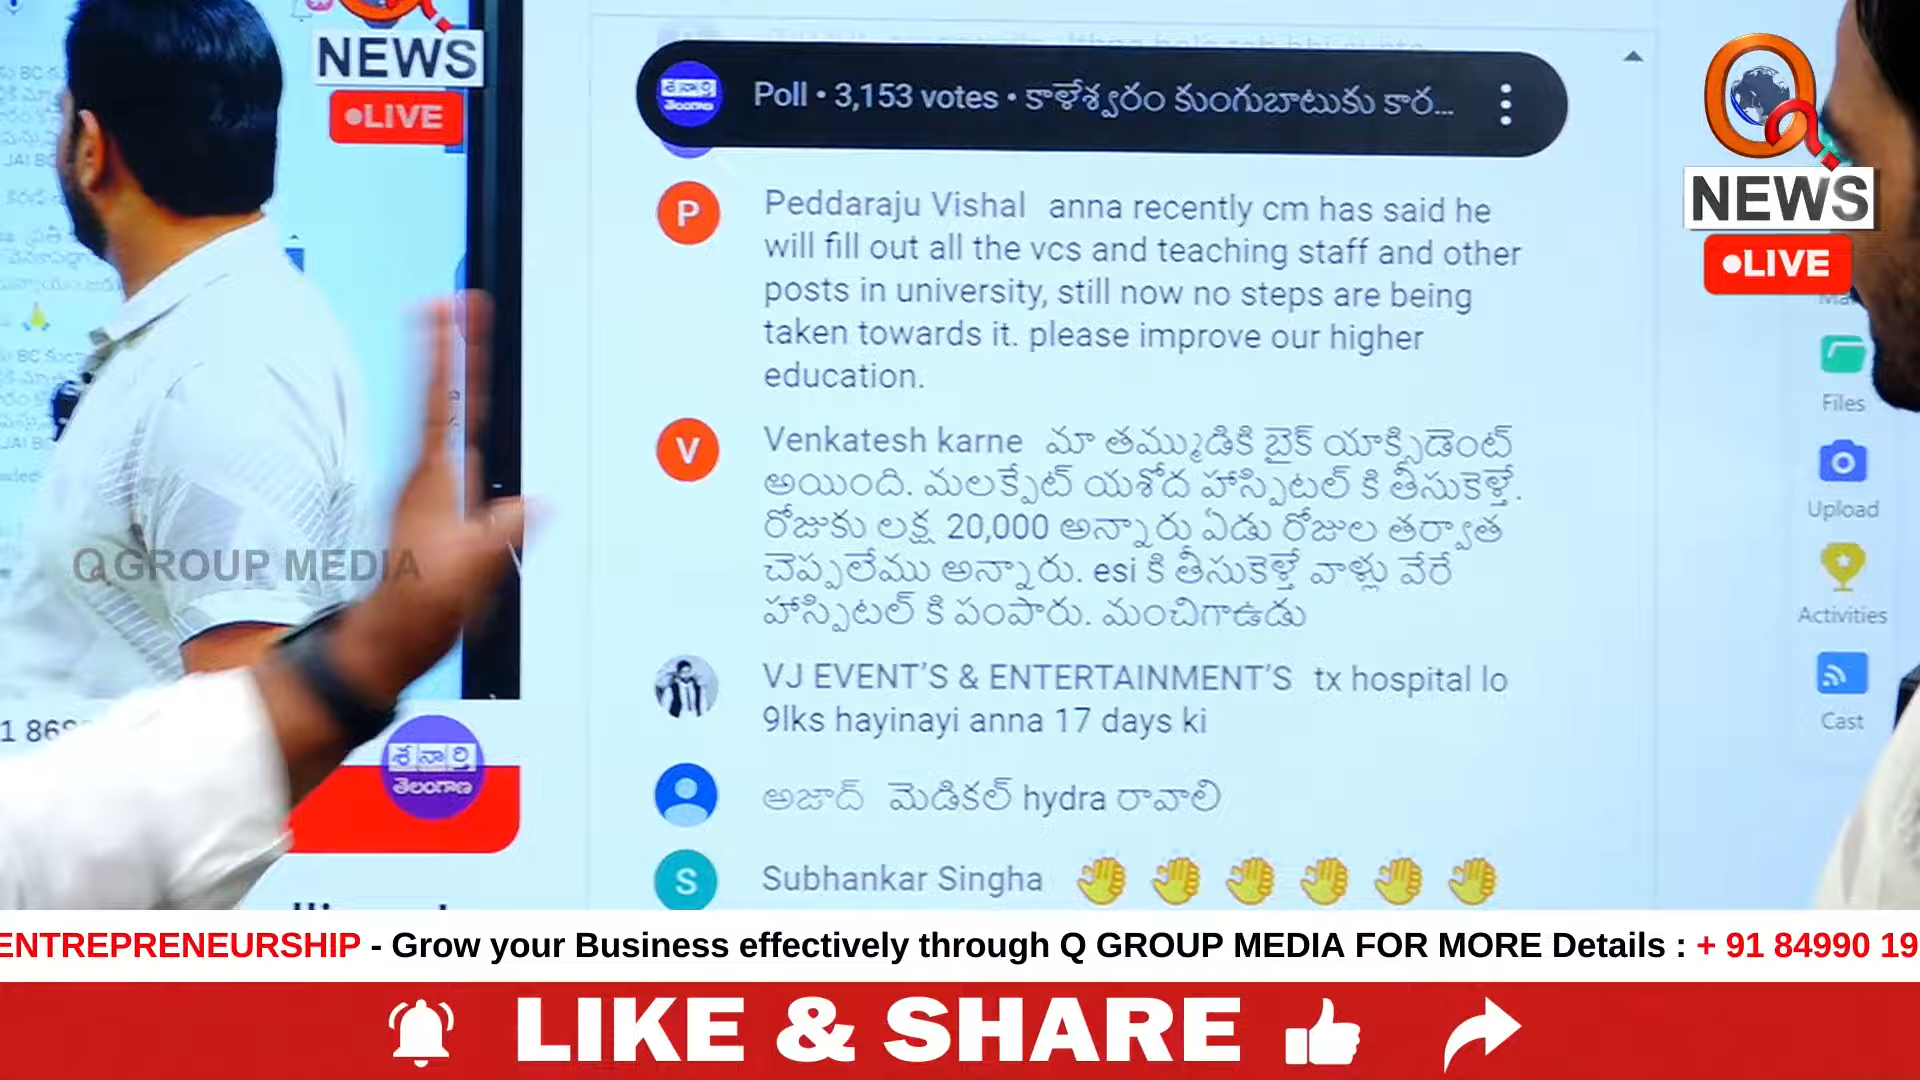 NEWS
LIVE
Poll • 3,153 votes • కాళేశ్వరం కుంగుబాటుకు కార...
శనార్తి
తెలంగాణ
Peddaraju Vishal anna recently cm has said he
will fill out all the vcs and teaching staff and other
posts in university, still now no steps are being
taken towards it. please improve our higher
education.
P
Venkatesh karne మా తమ్ముడికి బైక్ యాక్సిడెంట్
అయింది. మలక్పేట్ యశోద హాస్పిటల్ కి తీసుకెళ్తే.
రోజుకు లక్ష 20,000 అన్నారు ఏడు రోజుల తర్వాత
చెప్పలేము అన్నారు. esi కి తీసుకెళ్తే వాళ్లు వేరే
హాస్పిటల్ కి పంపారు. మంచిగాఉడు
V
VJ EVENT'S & ENTERTAINMENT'S tx hospital lo
9lks hayinayi anna 17 days ki
అజాద్ మెడికల్ hydra రావాలి
S
Subhankar Singha
NEWS
LIVE
Files
Upload
Activities
Cast
Q GROUP MEDIA
శనార్తి
తెలంగాణ
ENTREPRENEURSHIP - Grow your Business effectively through Q GROUP MEDIA FOR MORE Details : + 91 84990 19
LIKE & SHARE